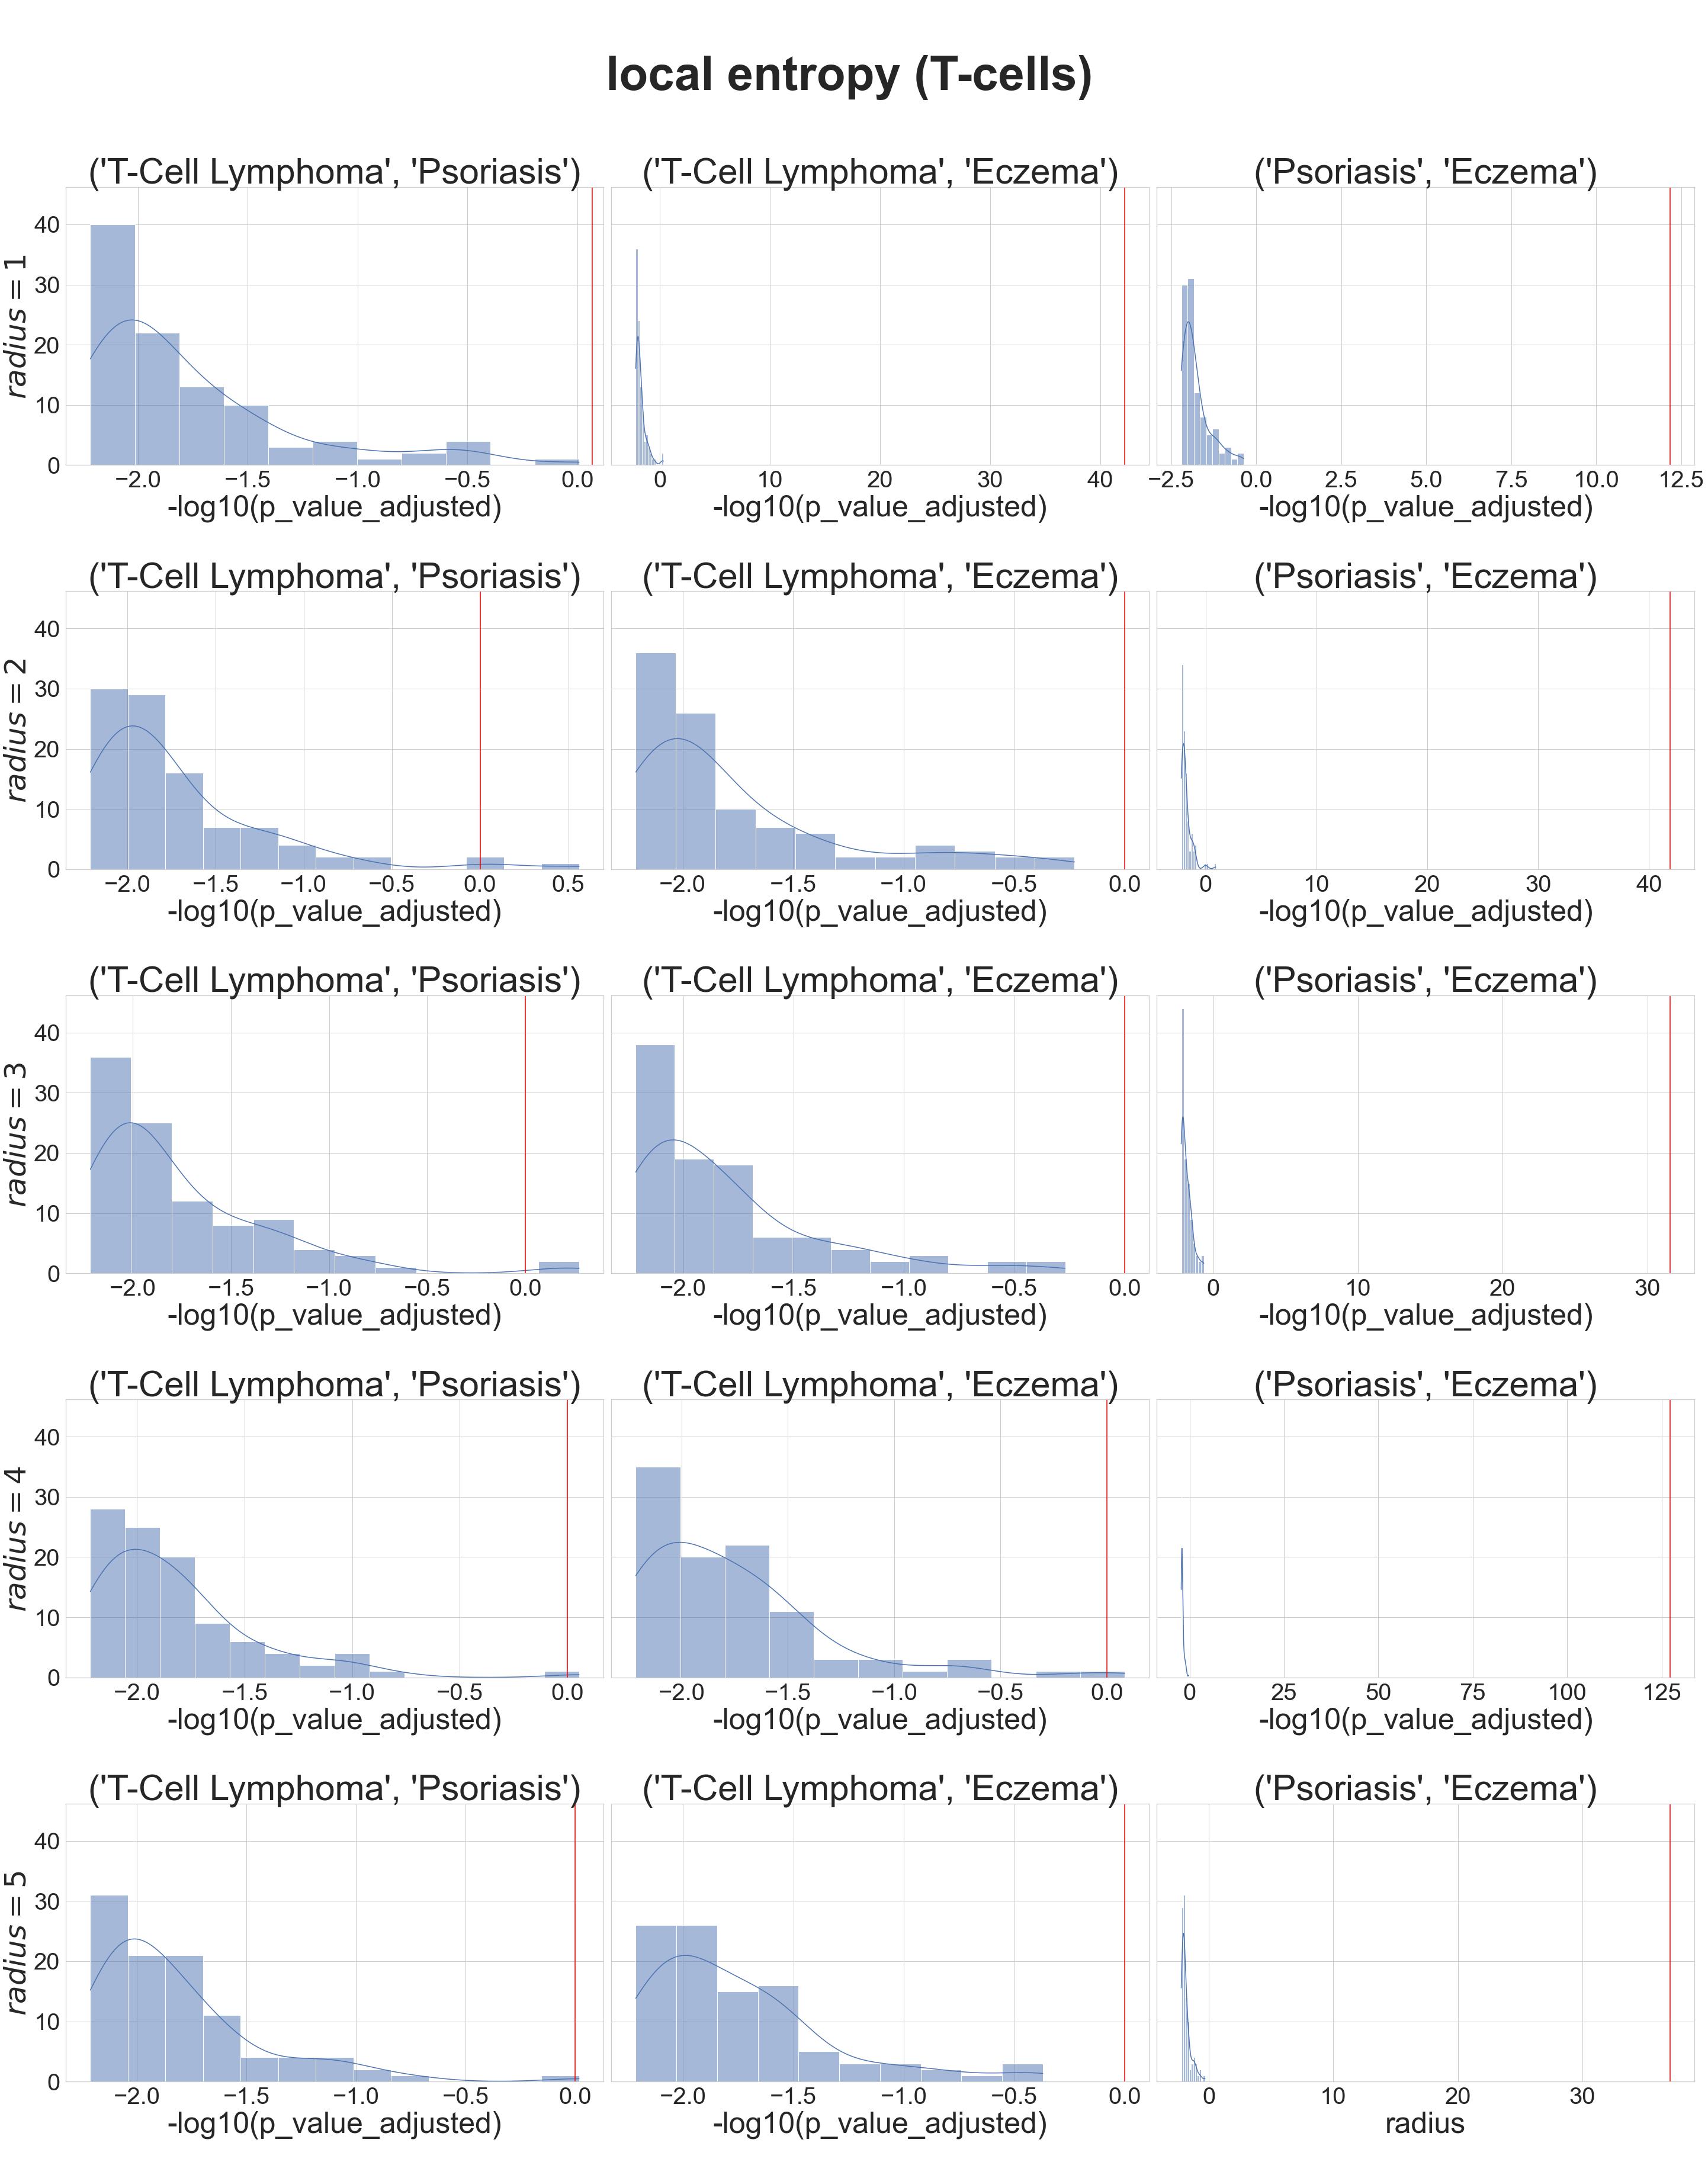 local entropy (T-cells)
('T-Cell Lymphoma', 'Psoriasis') ('T-Cell Lymphoma', 'Eczema') ('Psoriasis', 'Eczema')
radius = 1
40
30
20
10
0
−2.0 −1.5 −1.0 −0.5 0.0 0 10 20 30 40 −2.5 0.0 2.5 5.0 7.5 10.0 12.5
-log10(p_value_adjusted) -log10(p_value_adjusted) -log10(p_value_adjusted)
('T-Cell Lymphoma', 'Psoriasis') ('T-Cell Lymphoma', 'Eczema') ('Psoriasis', 'Eczema')
radius = 2
40
30
20
10
0
−2.0 −1.5 −1.0 −0.5 0.0 0.5 −2.0 −1.5 −1.0 −0.5 0.0 0 10 20 30 40
-log10(p_value_adjusted) -log10(p_value_adjusted) -log10(p_value_adjusted)
('T-Cell Lymphoma', 'Psoriasis') ('T-Cell Lymphoma', 'Eczema') ('Psoriasis', 'Eczema')
radius = 3
40
30
20
10
0
−2.0 −1.5 −1.0 −0.5 0.0 −2.0 −1.5 −1.0 −0.5 0.0 0 10 20 30
-log10(p_value_adjusted) -log10(p_value_adjusted) -log10(p_value_adjusted)
('T-Cell Lymphoma', 'Psoriasis') ('T-Cell Lymphoma', 'Eczema') ('Psoriasis', 'Eczema')
radius = 4
40
30
20
10
0
−2.0 −1.5 −1.0 −0.5 0.0 −2.0 −1.5 −1.0 −0.5 0.0 0 25 50 75 100 125
-log10(p_value_adjusted) -log10(p_value_adjusted) -log10(p_value_adjusted)
('T-Cell Lymphoma', 'Psoriasis') ('T-Cell Lymphoma', 'Eczema') ('Psoriasis', 'Eczema')
radius = 5
40
30
20
10
0
−2.0 −1.5 −1.0 −0.5 0.0 −2.0 −1.5 −1.0 −0.5 0.0 0 10 20 30
-log10(p_value_adjusted) -log10(p_value_adjusted) radius